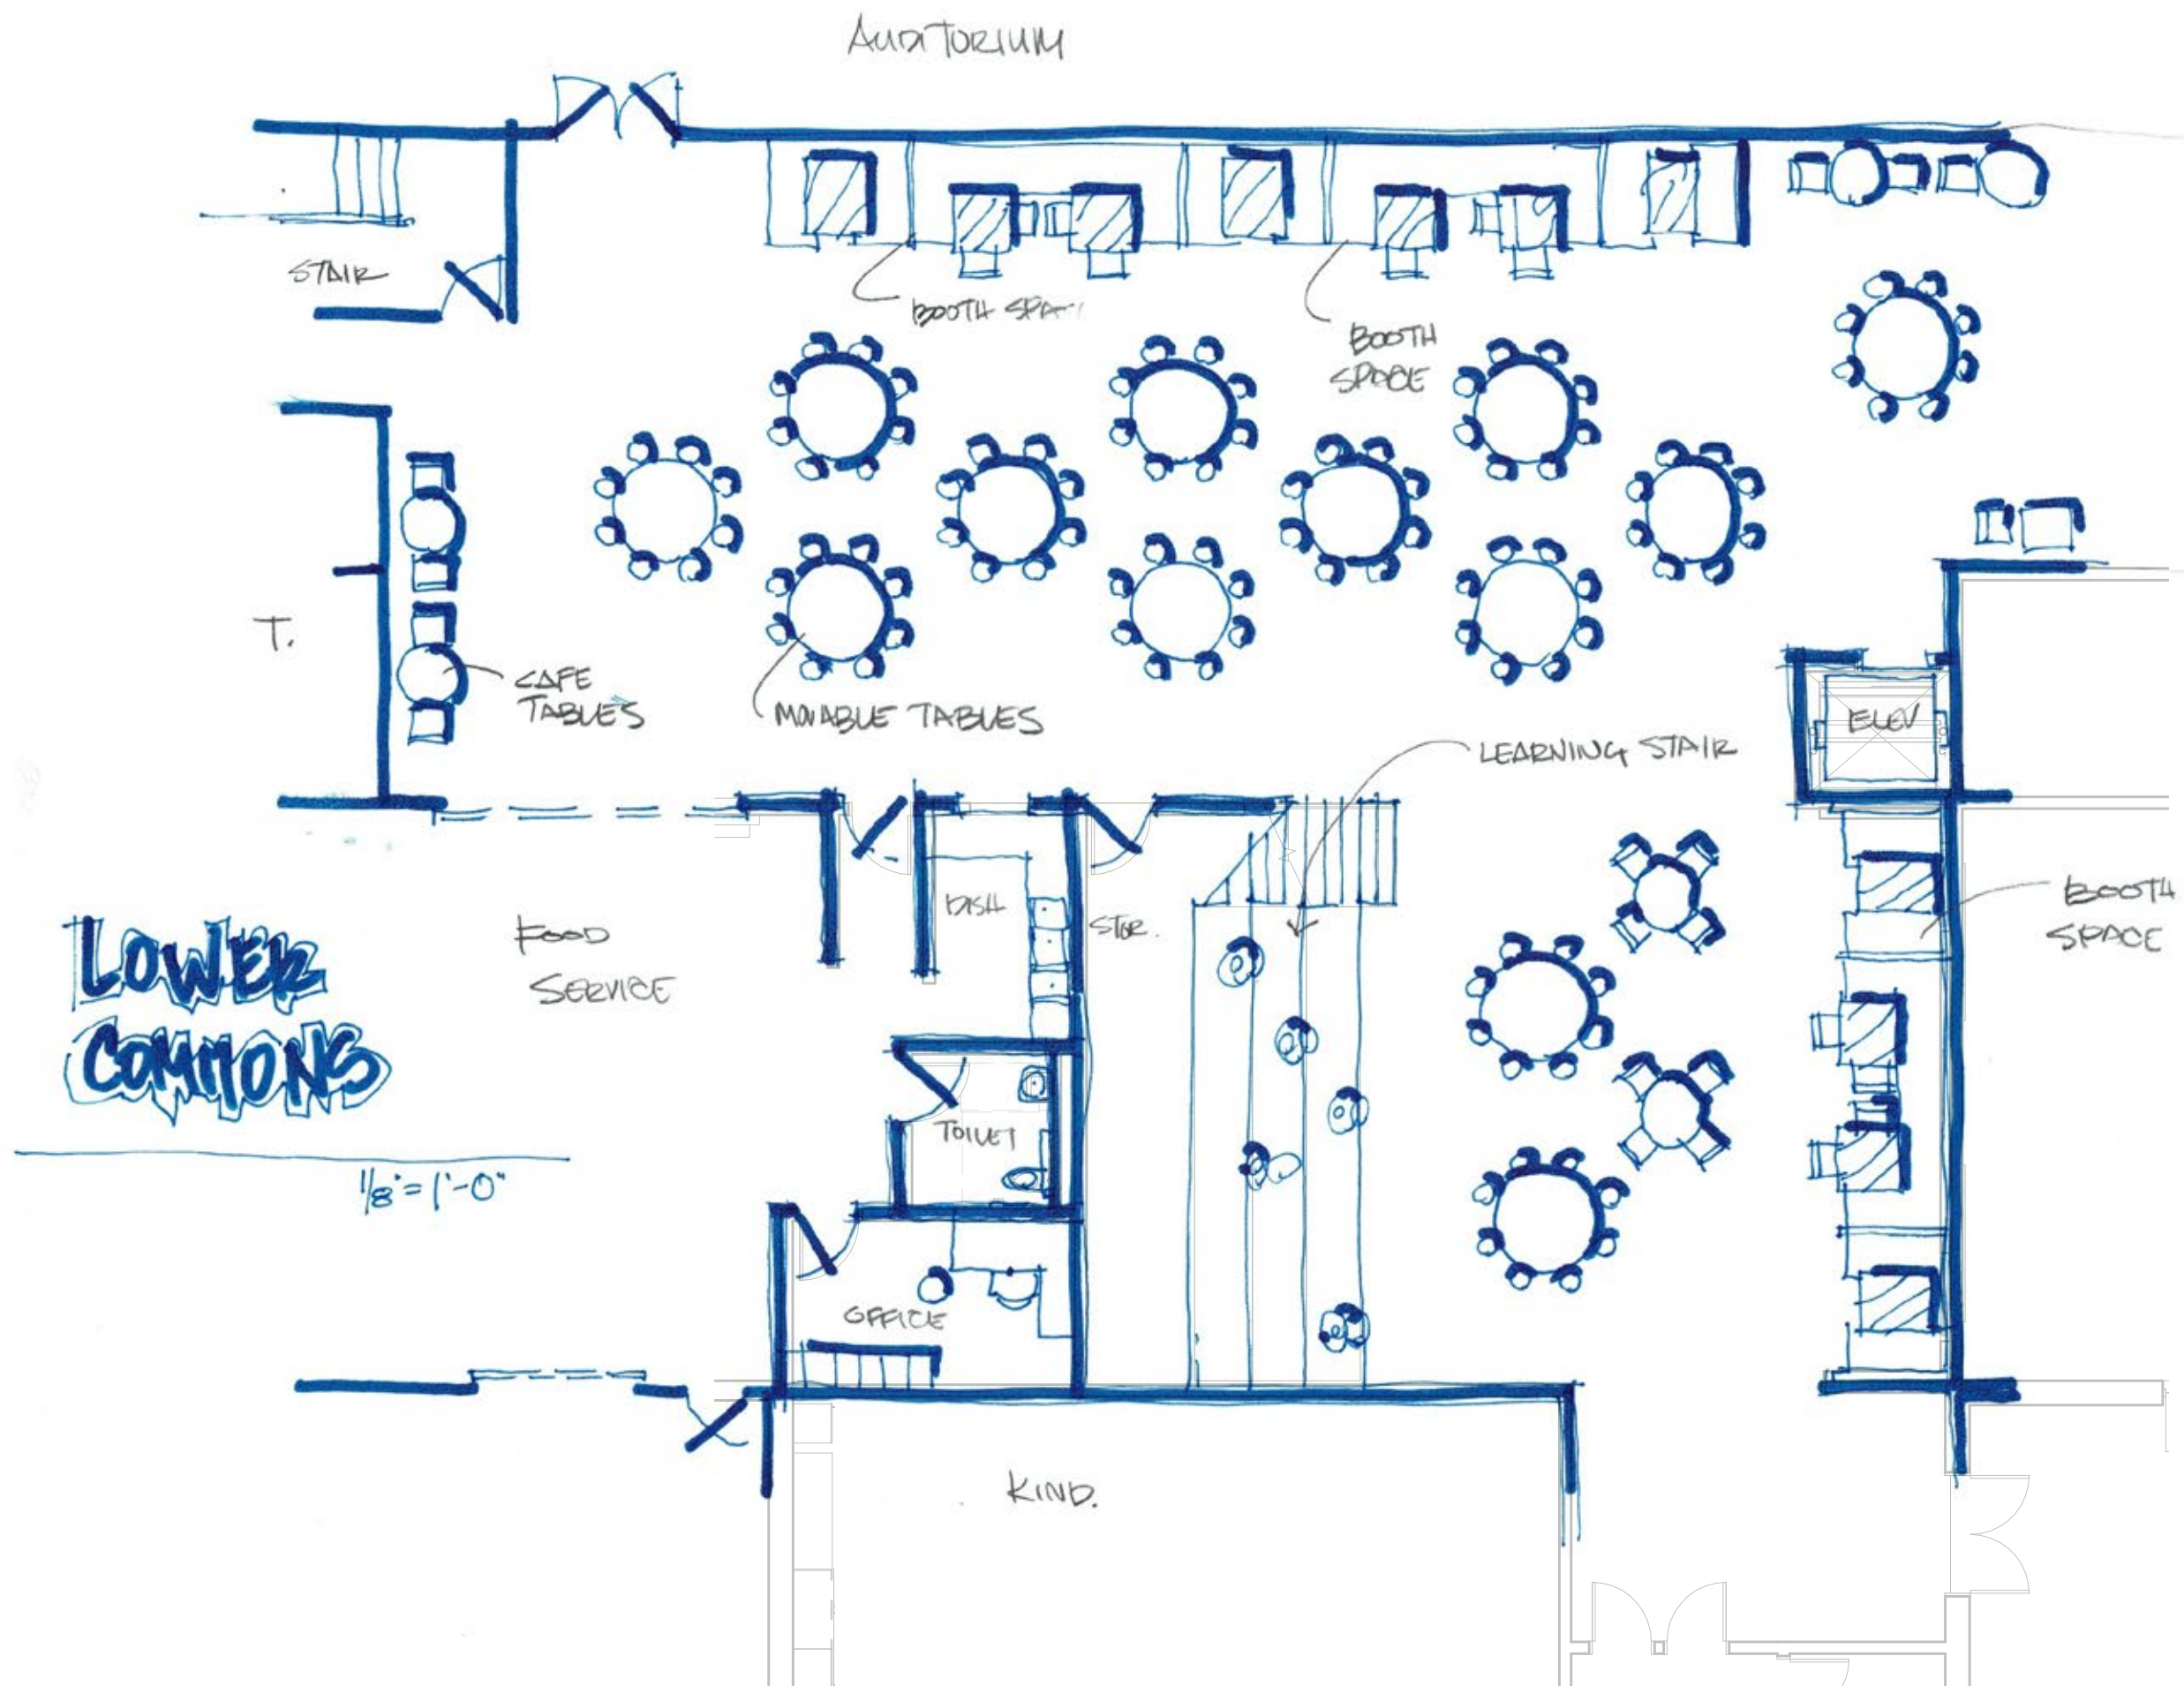 AUDITORIUM
STAIR
BOOTH
BOOTH
SPACE
T.
CAFE
TABLES
MOVABLE TABLES
LEARNING STAIR
ELEV
BOOTH
SPACE
DISH
STOR.
FOOD
SERVICE
LOWER
COMMONS
TOILET
1/8"=1'-0"
OFFICE
KIND.